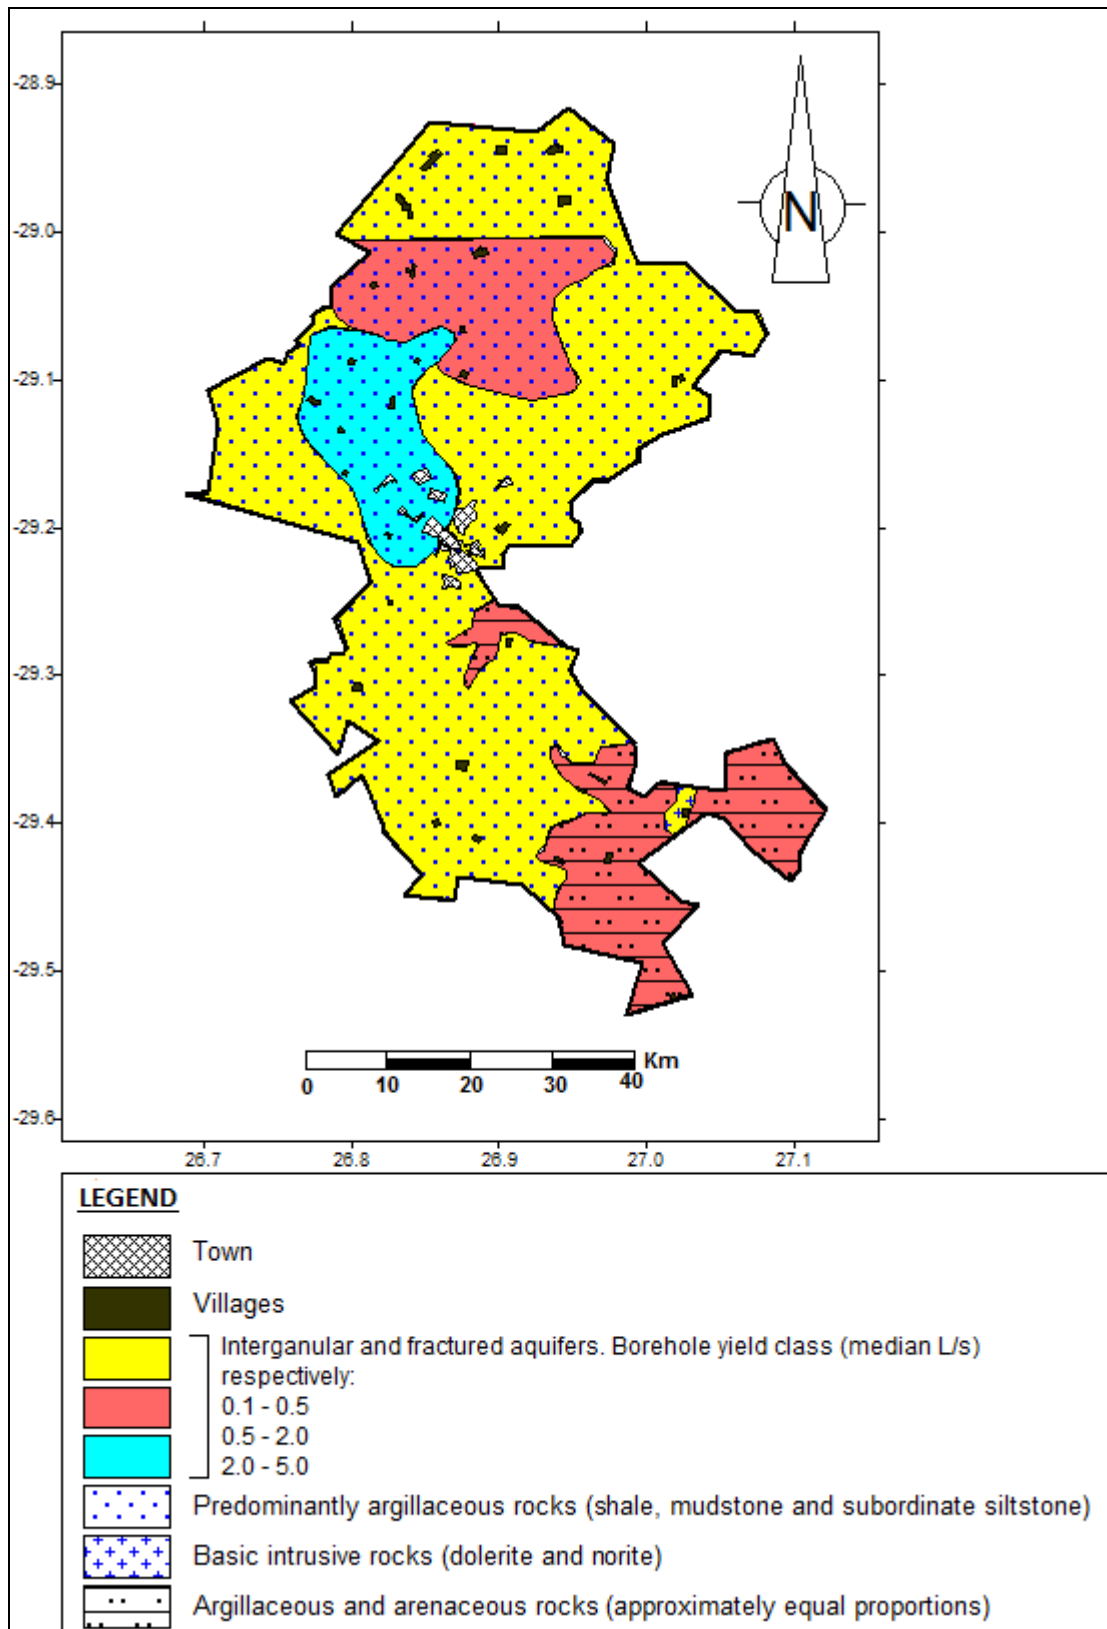 -28.9
N
-29.0
-29.1
-29.2
-29.3
-29.4
-29.5
Km
0 10 20 30 40
-29.6
26.7 26.8 26.9 27.0 27.1
LEGEND
Town
Villages
Interganular and fractured aquifers. Borehole yield class (median L/s)
respectively:
0.1 - 0.5
0.5 - 2.0
2.0 - 5.0
Predominantly argillaceous rocks (shale, mudstone and subordinate siltstone)
Basic intrusive rocks (dolerite and norite)
Argillaceous and arenaceous rocks (approximately equal proportions)